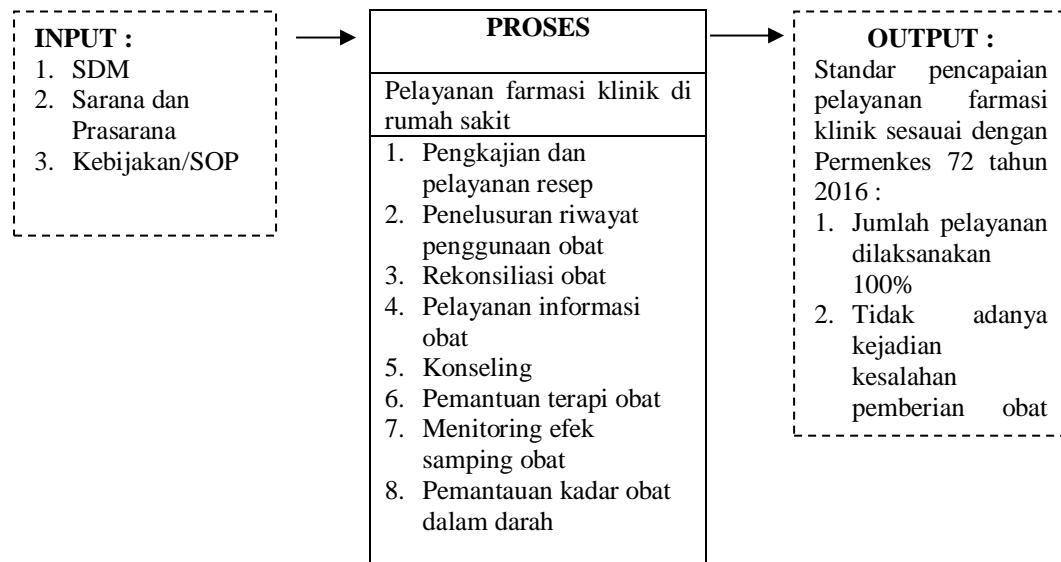 INPUT :
1. SDM
2. Sarana dan
Prasarana
3. Kebijakan/SOP
PROSES
Pelayanan farmasi klinik di
rumah sakit
1. Pengkajian dan
pelayanan resep
2. Penelusuran riwayat
penggunaan obat
3. Rekonsiliasi obat
4. Pelayanan informasi
obat
5. Konseling
6. Pemantuan terapi obat
7. Menitoring efek
samping obat
8. Pemantauan kadar obat
dalam darah
OUTPUT :
Standar pencapaian
pelayanan farmasi
klinik sesauai dengan
Permenkes 72 tahun
2016 :
1. Jumlah pelayanan
dilaksanakan
100%
2. Tidak adanya
kejadian
kesalahan
pemberian obat